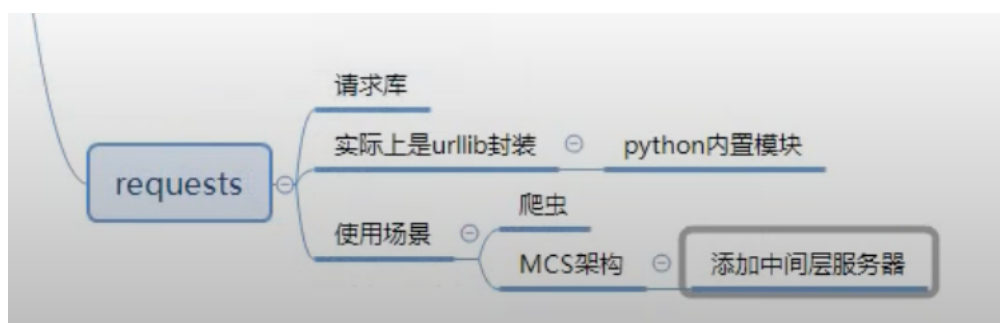 请求库
实际上是urllib封装
python内置模块
requests
爬虫
使用场景
MCS架构
添加中间层服务器